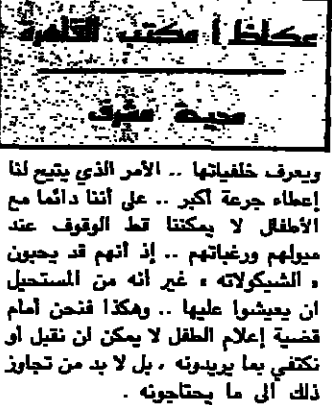 عكاظ / مكتب القاهرة
مديحة
ويعرف خلفياتها .. الأمر الذي يتيح لنا
إعطاء جرعة أكبر .. على أننا دائما مع
الأطفال لا يمكننا قط الوقوف عند
ميولهم ورغباتهم .. إذ أنهم قد يحبون
« الشيكولاته » غير أنه من المستحيل
ان يعيشوا عليها .. وهكذا فنحن أمام
قضية إعلام الطفل لا يمكن ان نقبل أو
نكتفي بما يريدونه ، بل لا بد من تجاوز
ذلك الى ما يحتاجونه .